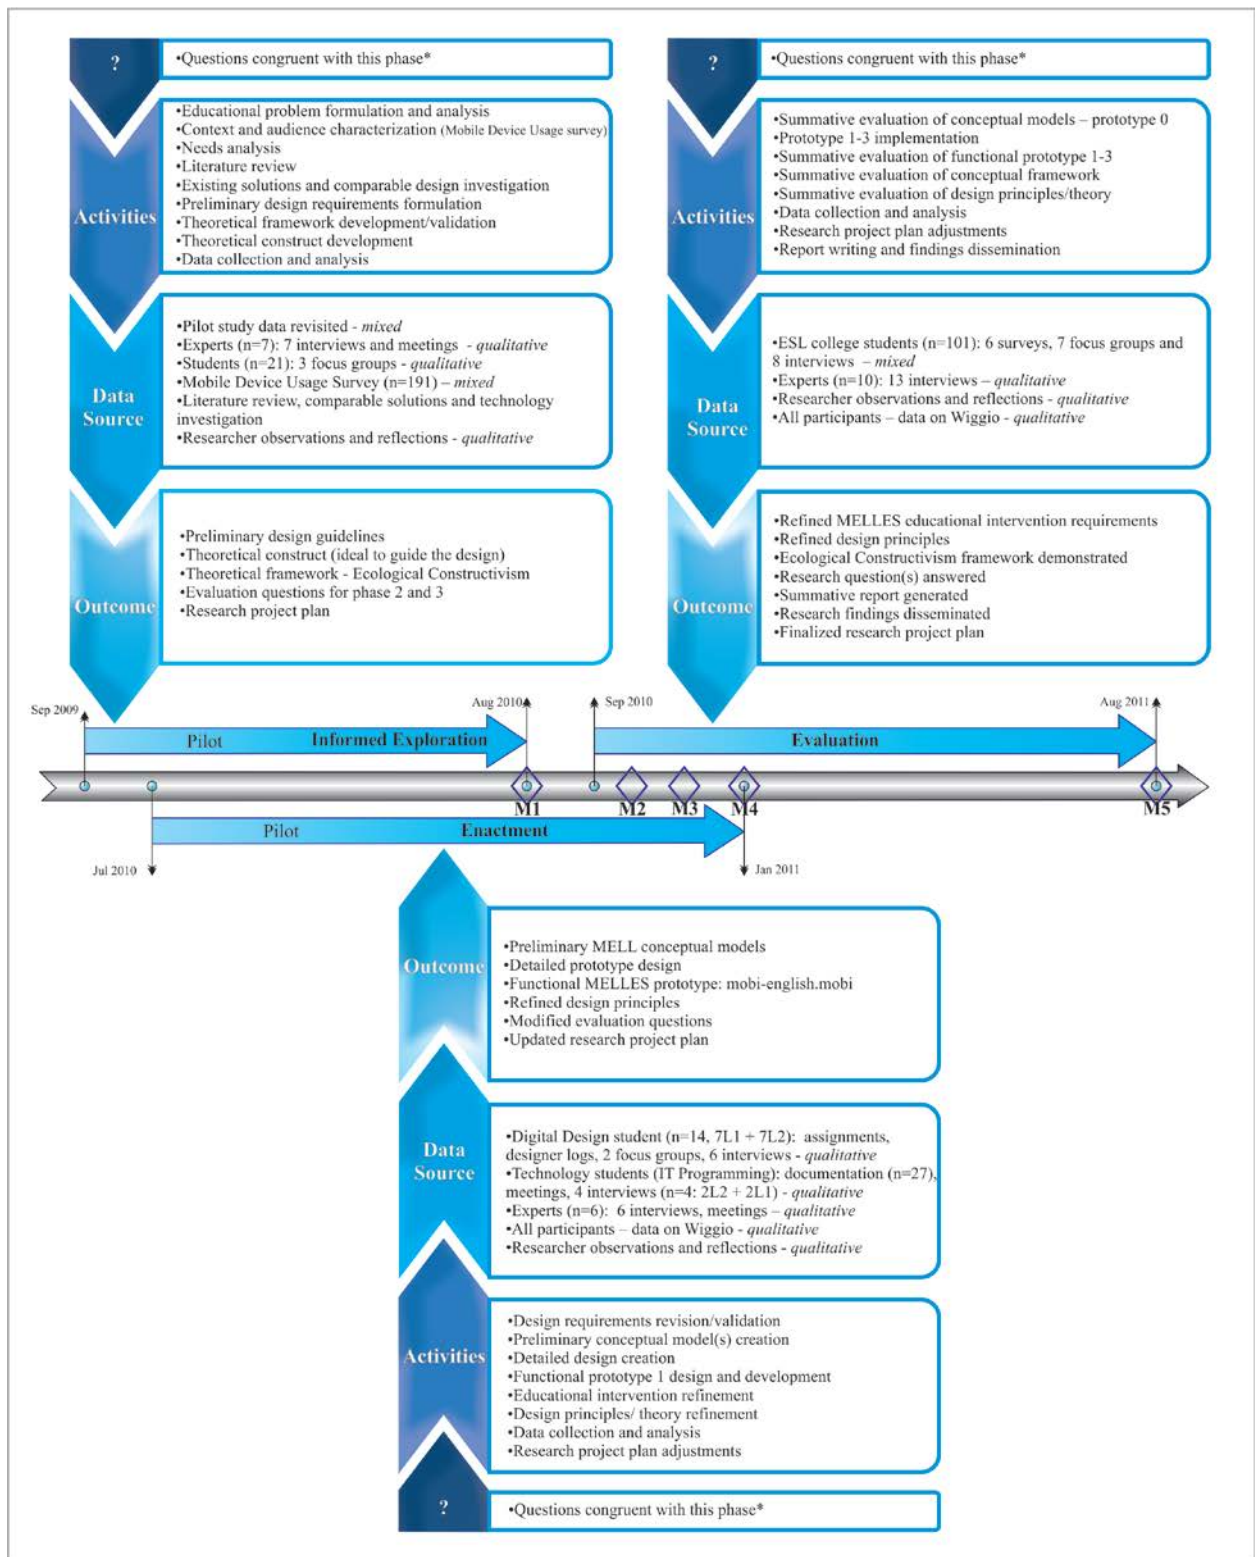 ?
•Questions congruent with this phase*
Activities
•Educational problem formulation and analysis
•Context and audience characterization (Mobile Device Usage survey)
•Needs analysis
•Literature review
•Existing solutions and comparable design investigation
•Preliminary design requirements formulation
•Theoretical framework development/validation
•Theoretical construct development
•Data collection and analysis
Data
Source
•Pilot study data revisited - mixed
•Experts (n=7): 7 interviews and meetings - qualitative
•Students (n=21): 3 focus groups - qualitative
•Mobile Device Usage Survey (n=191) – mixed
•Literature review, comparable solutions and technology
investigation
•Researcher observations and reflections - qualitative
Outcome
•Preliminary design guidelines
•Theoretical construct (ideal to guide the design)
•Theoretical framework - Ecological Constructivism
•Evaluation questions for phase 2 and 3
•Research project plan
?
•Questions congruent with this phase*
Activities
•Summative evaluation of conceptual models – prototype 0
•Prototype 1-3 implementation
•Summative evaluation of functional prototype 1-3
•Summative evaluation of conceptual framework
•Summative evaluation of design principles/theory
•Data collection and analysis
•Research project plan adjustments
•Report writing and findings dissemination
Data
Source
•ESL college students (n=101): 6 surveys, 7 focus groups and
8 interviews – mixed
•Experts (n=10): 13 interviews – qualitative
•Researcher observations and reflections - qualitative
•All participants – data on Wiggio - qualitative
Outcome
•Refined MELLES educational intervention requirements
•Refined design principles
•Ecological Constructivism framework demonstrated
•Research question(s) answered
•Summative report generated
•Research findings disseminated
•Finalized research project plan
Sep 2009
Aug 2010
Sep 2010
Aug 2011
Pilot
Informed Exploration
Evaluation
M1
M2
M3
M4
M5
Pilot
Enactment
Jul 2010
Jan 2011
Outcome
•Preliminary MELL conceptual models
•Detailed prototype design
•Functional MELLES prototype: mobi-english.mobi
•Refined design principles
•Modified evaluation questions
•Updated research project plan
Data
Source
•Digital Design student (n=14, 7L1 + 7L2): assignments,
designer logs, 2 focus groups, 6 interviews - qualitative
•Technology students (IT Programming): documentation (n=27),
meetings, 4 interviews (n=4: 2L2 + 2L1) - qualitative
•Experts (n=6): 6 interviews, meetings – qualitative
•All participants – data on Wiggio - qualitative
•Researcher observations and reflections - qualitative
Activities
•Design requirements revision/validation
•Preliminary conceptual model(s) creation
•Detailed design creation
•Functional prototype 1 design and development
•Educational intervention refinement
•Design principles/ theory refinement
•Data collection and analysis
•Research project plan adjustments
?
•Questions congruent with this phase*